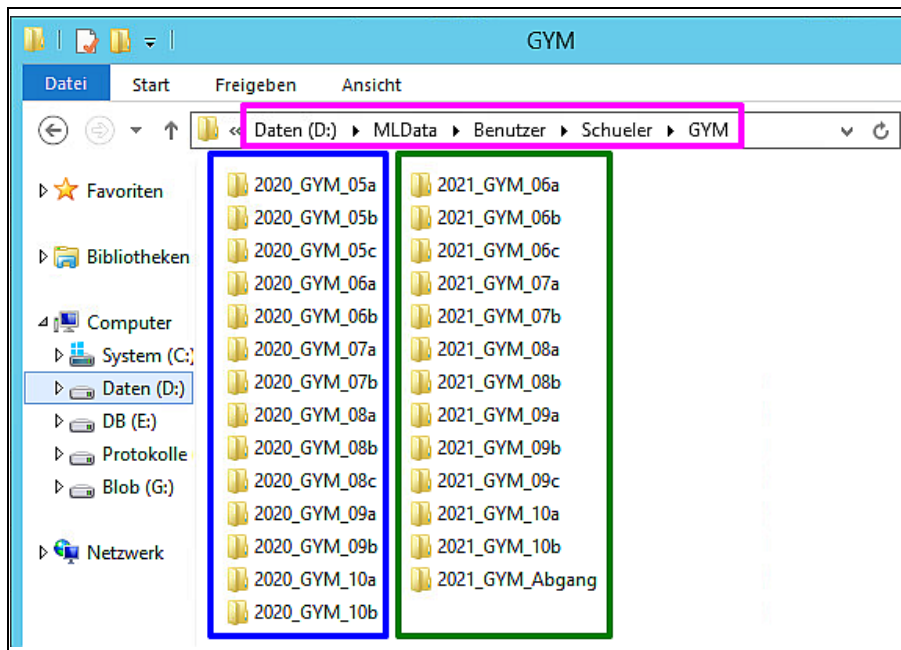 GYM
Datei Start Freigeben Ansicht
« Daten (D:) MLData Benutzer Schueler GYM
Favoriten
Bibliotheken
Computer
System (C:)
Daten (D:)
DB (E:)
Protokolle
Blob (G:)
Netzwerk
2020_GYM_05a
2020_GYM_05b
2020_GYM_05c
2020_GYM_06a
2020_GYM_06b
2020_GYM_07a
2020_GYM_07b
2020_GYM_08a
2020_GYM_08b
2020_GYM_08c
2020_GYM_09a
2020_GYM_09b
2020_GYM_10a
2020_GYM_10b
2021_GYM_06a
2021_GYM_06b
2021_GYM_06c
2021_GYM_07a
2021_GYM_07b
2021_GYM_08a
2021_GYM_08b
2021_GYM_09a
2021_GYM_09b
2021_GYM_09c
2021_GYM_10a
2021_GYM_10b
2021_GYM_Abgang